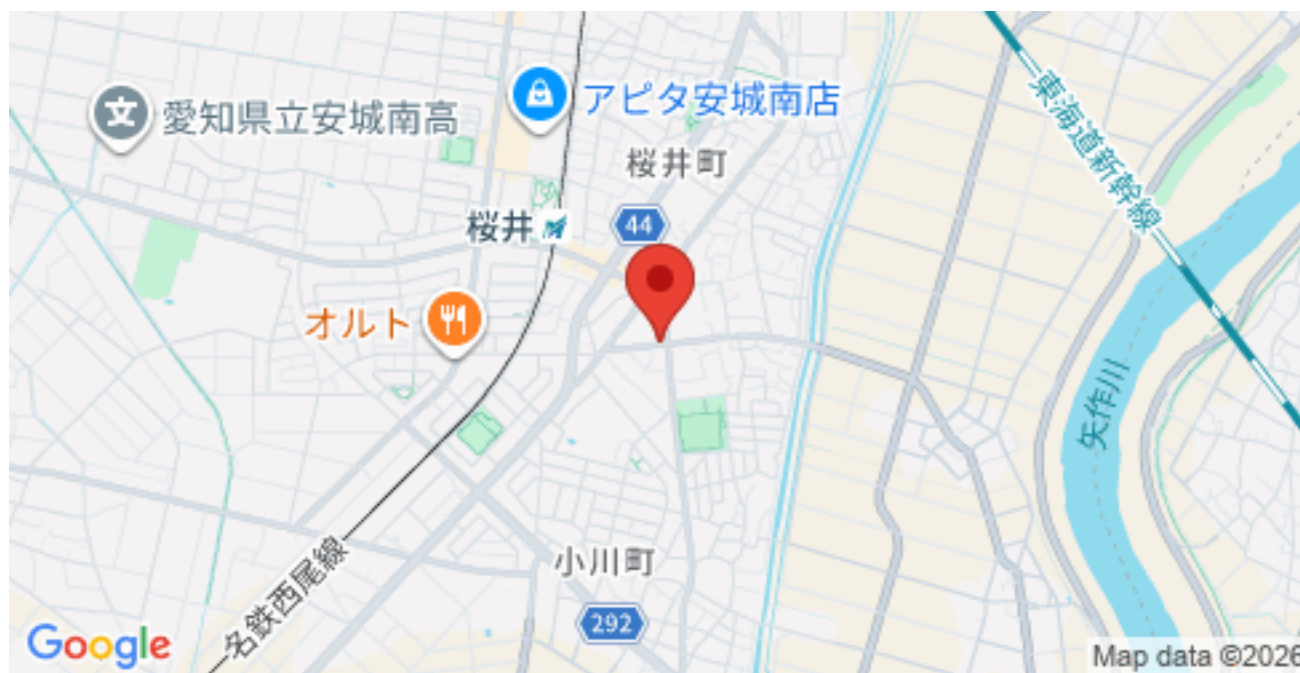 東海道新幹線
愛知県立安城南高
アピタ安城南店
桜井町
桜井
44
オルト
矢作川
名鉄西尾線
小川町
292
Google
Map data ©2026